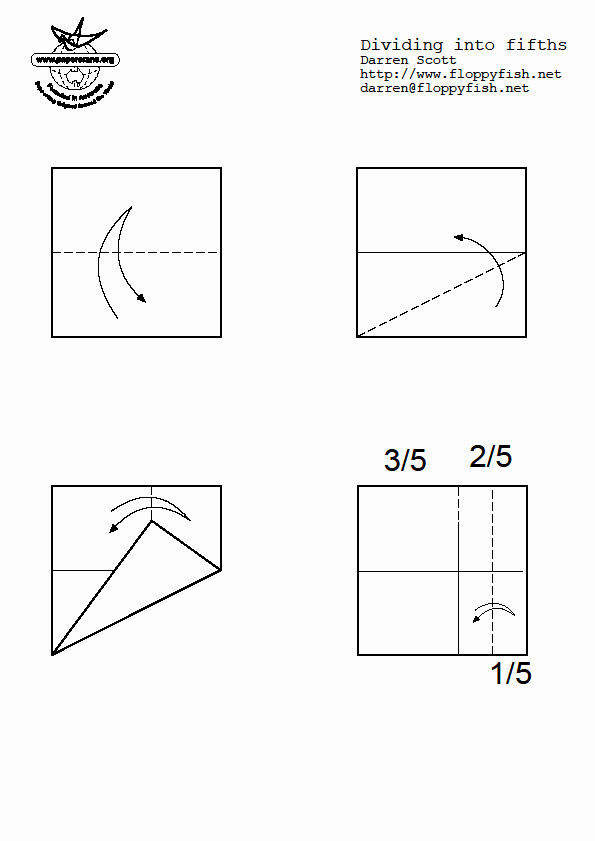 www.papercrane.org
Dividing into fifths
Darren Scott
http://www.floppyfish.net
darren@floppyfish.net
3/5
2/5
1/5